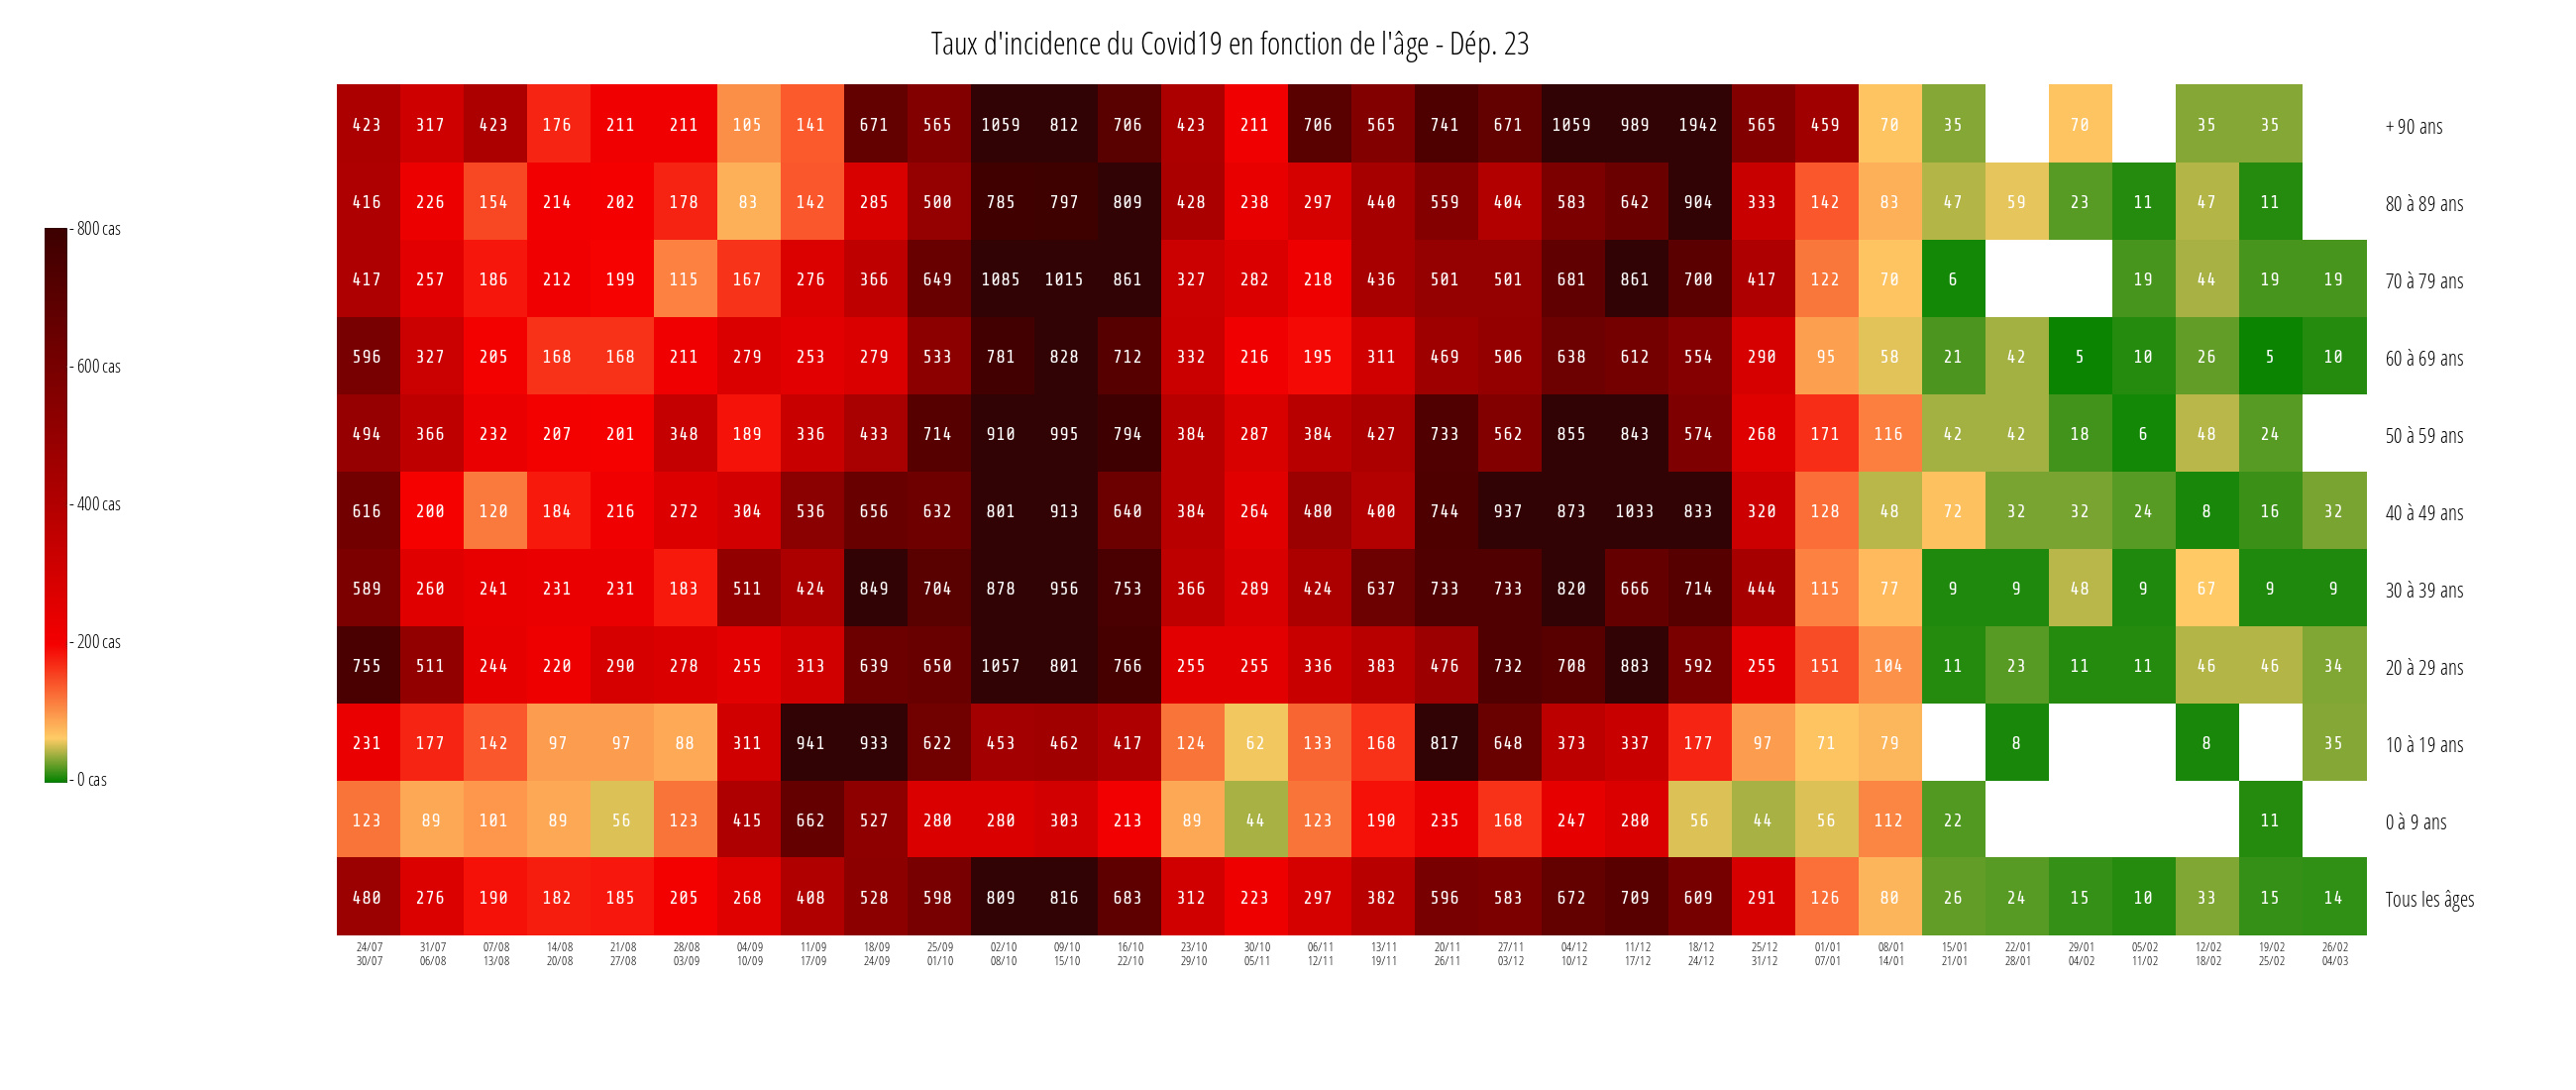 Taux d'incidence du Covid19 en fonction de l'âge - Dép. 23
423 317 423 176 211 211 105 141 671 565 1059 812 706 423 211 706 565 741 671 1059 989 1942 565 459 70 35 70 35 35 + 90 ans
416 226 154 214 202 178 83 142 285 500 785 797 809 428 238 297 440 559 404 583 642 904 333 142 83 47 59 23 11 47 11 80 à 89 ans
417 257 186 212 199 115 167 276 366 649 1085 1015 861 327 282 218 436 501 501 681 861 700 417 122 70 6 19 44 19 19 70 à 79 ans
596 327 205 168 168 211 279 253 279 533 781 828 712 332 216 195 311 469 506 638 612 554 290 95 58 21 42 5 10 26 5 10 60 à 69 ans
494 366 232 207 201 348 189 336 433 714 910 995 794 384 287 384 427 733 562 855 843 574 268 171 116 42 42 18 6 48 24 50 à 59 ans
616 200 120 184 216 272 304 536 656 632 801 913 640 384 264 480 400 744 937 873 1033 833 320 128 48 72 32 32 24 8 16 32 40 à 49 ans
589 260 241 231 231 183 511 424 849 704 878 956 753 366 289 424 637 733 733 820 666 714 444 115 77 9 9 48 9 67 9 9 30 à 39 ans
755 511 244 220 290 278 255 313 639 650 1057 801 766 255 255 336 383 476 732 708 883 592 255 151 104 11 23 11 11 46 46 34 20 à 29 ans
231 177 142 97 97 88 311 941 933 622 453 462 417 124 62 133 168 817 648 373 337 177 97 71 79 8 8 35 10 à 19 ans
123 89 101 89 56 123 415 662 527 280 280 303 213 89 44 123 190 235 168 247 280 56 44 56 112 22 11 0 à 9 ans
480 276 190 182 185 205 268 408 528 598 809 816 683 312 223 297 382 596 583 672 709 609 291 126 80 26 24 15 10 33 15 14 Tous les âges
24/07 31/07 07/08 14/08 21/08 28/08 04/09 11/09 18/09 25/09 02/10 09/10 16/10 23/10 30/10 06/11 13/11 20/11 27/11 04/12 11/12 18/12 25/12 01/01 08/01 15/01 22/01 29/01 05/02 12/02 19/02 26/02
30/07 06/08 13/08 20/08 27/08 03/09 10/09 17/09 24/09 01/10 08/10 15/10 22/10 29/10 05/11 12/11 19/11 26/11 03/12 10/12 17/12 24/12 31/12 07/01 14/01 21/01 28/01 04/02 11/02 18/02 25/02 04/03
- 800 cas
- 600 cas
- 400 cas
- 200 cas
- 0 cas